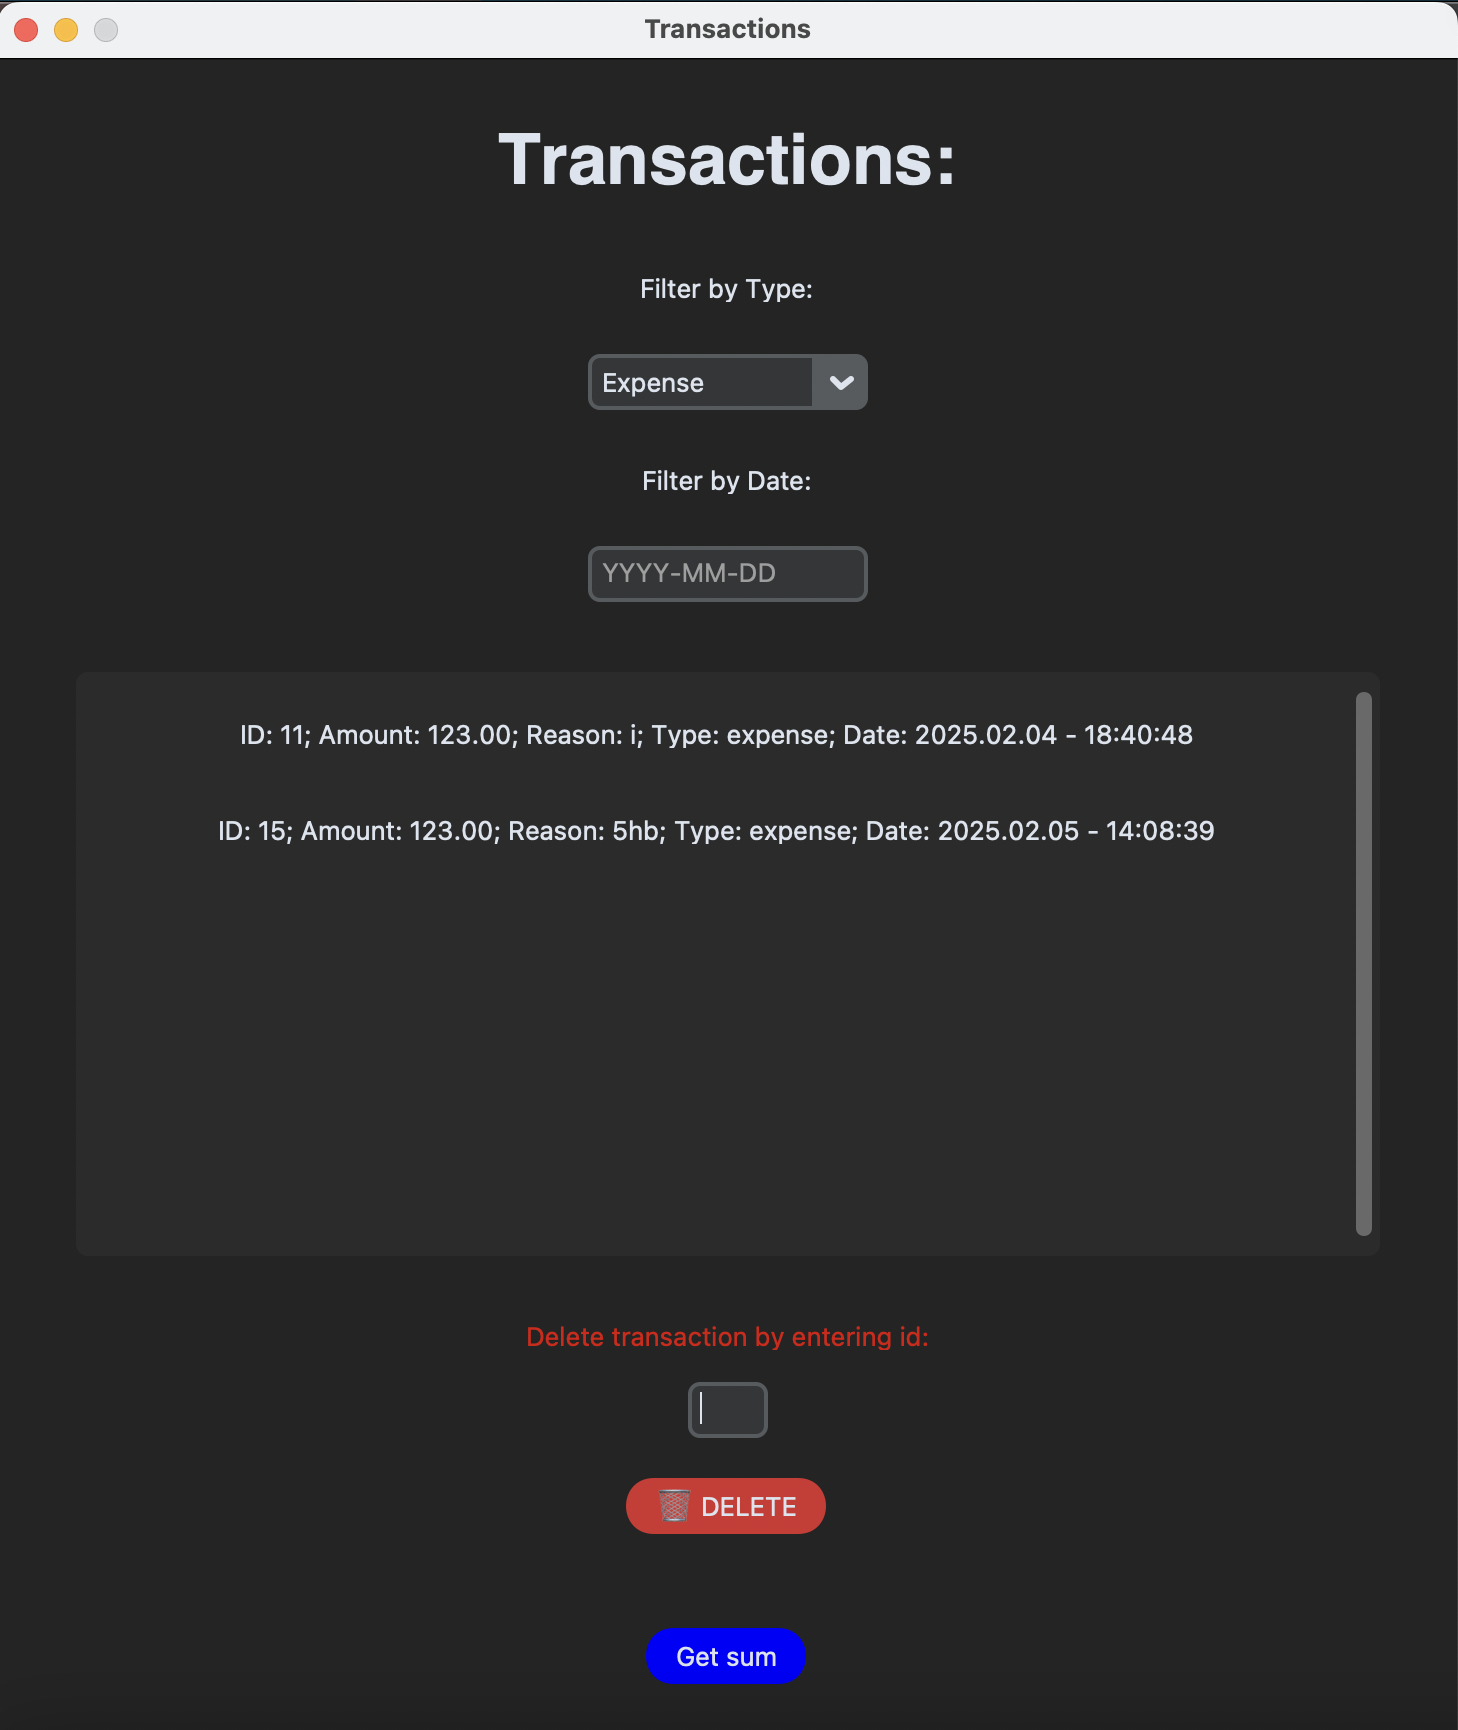 Transactions
Transactions:
Filter by Type:
Expense
Filter by Date:
YYYY-MM-DD
ID: 11; Amount: 123.00; Reason: i; Type: expense; Date: 2025.02.04 - 18:40:48
ID: 15; Amount: 123.00; Reason: 5hb; Type: expense; Date: 2025.02.05 - 14:08:39
Delete transaction by entering id:
🗑️ DELETE
Get sum